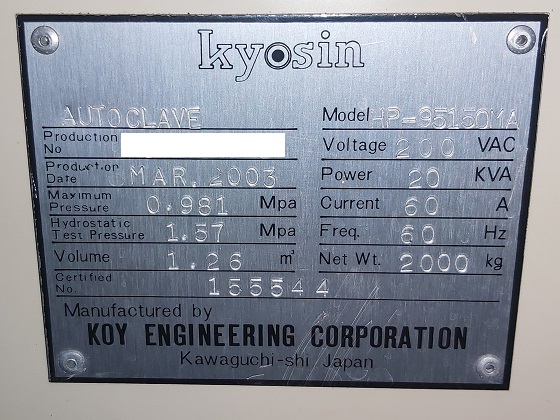 kyosin
AUTOCLAVE
Model HP-95150MA
Production No
Voltage 200 VAC
Production Date MAR. 2003
Power 20 KVA
Maximum Pressure 0.981 Mpa
Current 60 A
Hydrostatic Test Pressure 1.57 Mpa
Freq. 60 Hz
Volume 1.26 m³
Net Wt. 2000 kg
Certified No. 155544
Manufactured by
KOY ENGINEERING CORPORATION
Kawaguchi-shi Japan